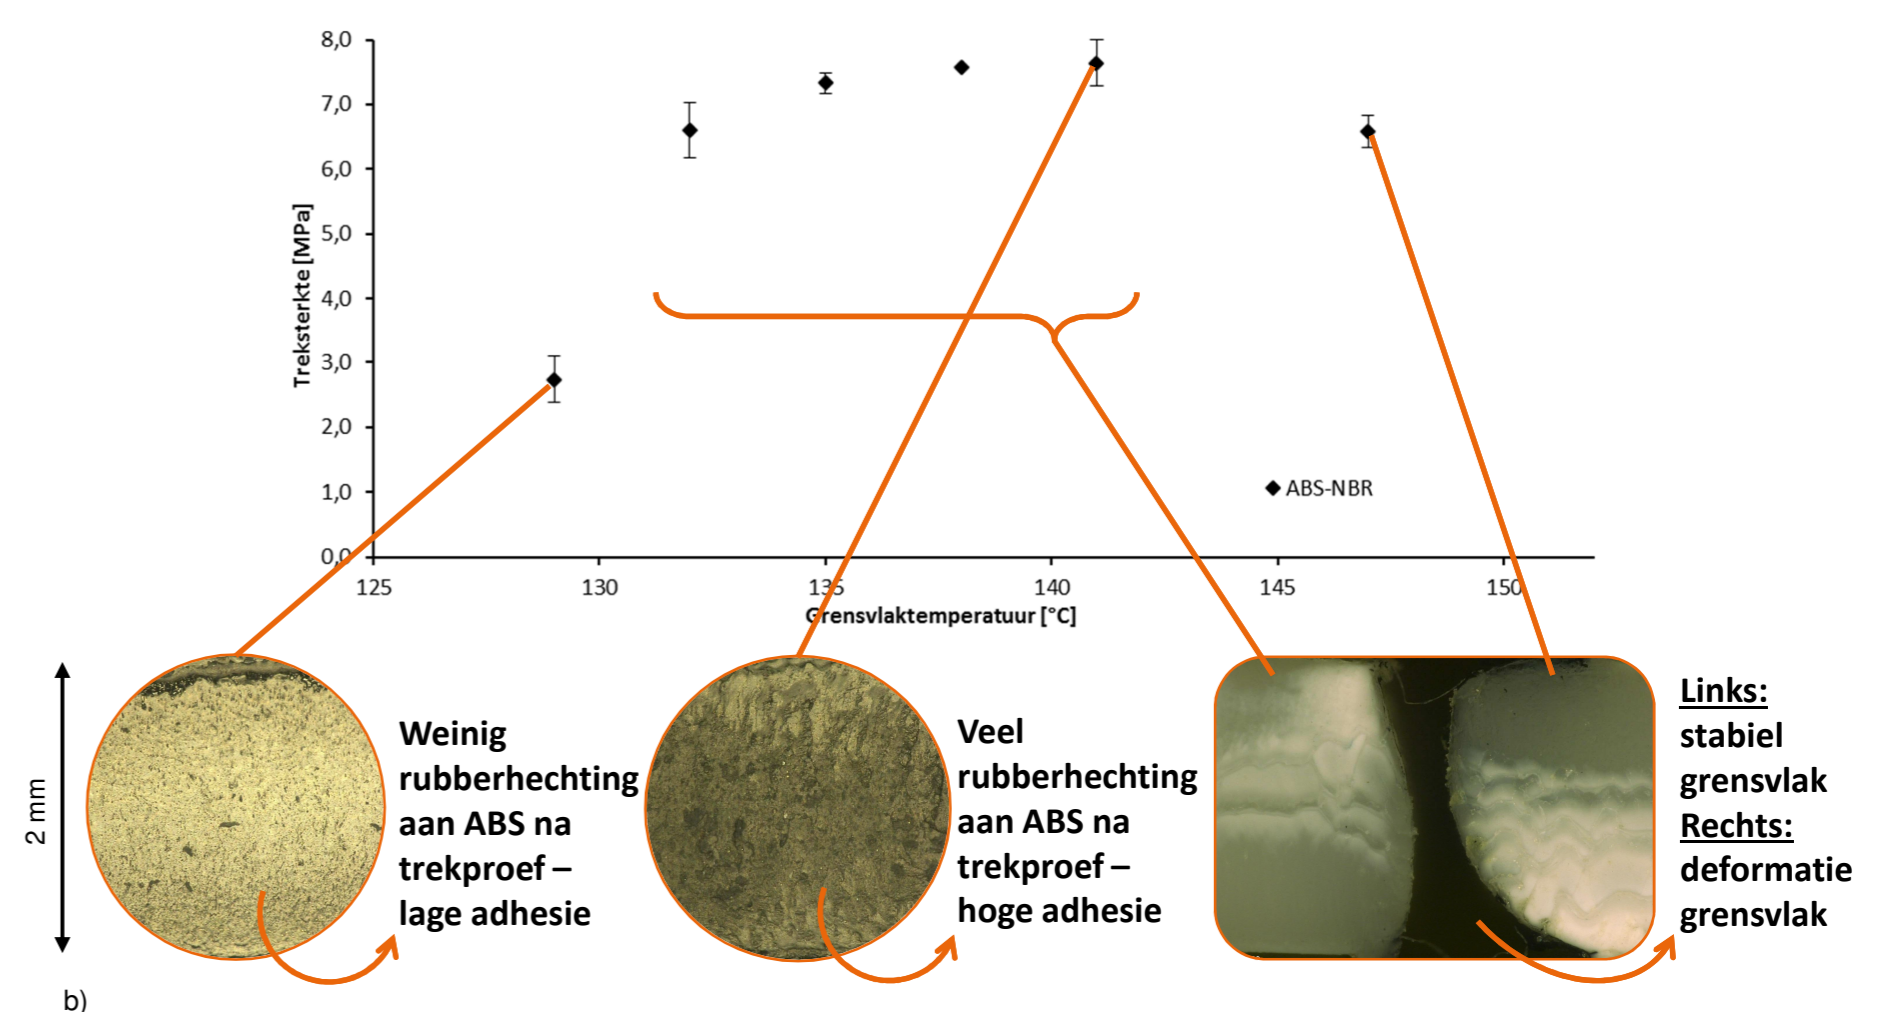 8,0
7,0
6,0
5,0
4,0
3,0
2,0
1,0
0,0
Treksterkte [MPa]
125 130 135 140 145 150
Grensvlaktemperatuur [°C]
ABS-NBR
2 mm
Weinig
rubberhechting
aan ABS na
trekproef –
lage adhesie
Veel
rubberhechting
aan ABS na
trekproef –
hoge adhesie
Links:
stabiel
grensvlak
Rechts:
deformatie
grensvlak
b)